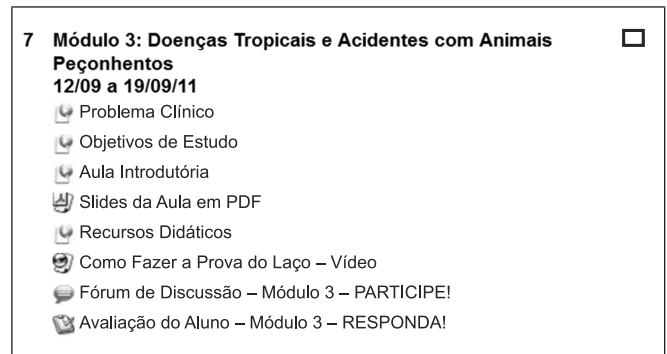 7 Módulo 3: Doenças Tropicais e Acidentes com Animais
Peçonhentos
12/09 a 19/09/11
Problema Clínico
Objetivos de Estudo
Aula Introdutória
Slides da Aula em PDF
Recursos Didáticos
Como Fazer a Prova do Laço – Vídeo
Fórum de Discussão – Módulo 3 – PARTICIPE!
Avaliação do Aluno – Módulo 3 – RESPONDA!